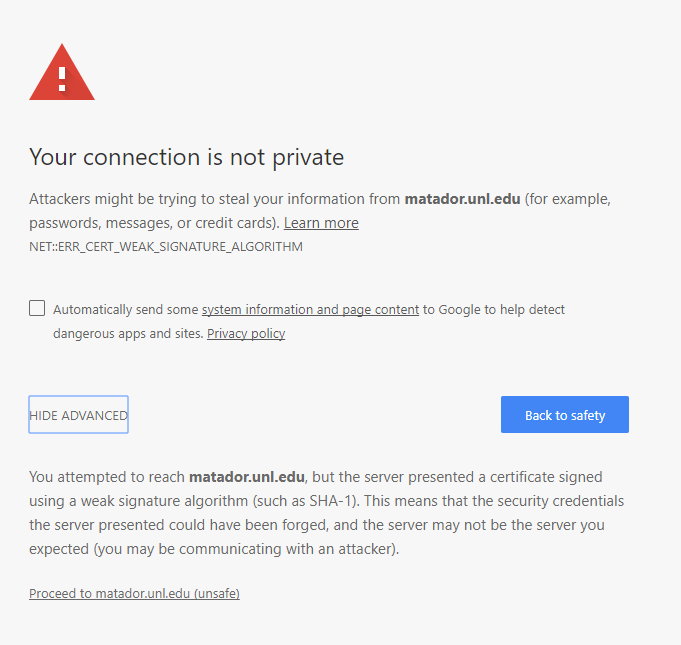 Your connection is not private
Attackers might be trying to steal your information from matador.unl.edu (for example,
passwords, messages, or credit cards). Learn more
NET::ERR_CERT_WEAK_SIGNATURE_ALGORITHM
Automatically send some system information and page content to Google to help detect
dangerous apps and sites. Privacy policy
HIDE ADVANCED
Back to safety
You attempted to reach matador.unl.edu, but the server presented a certificate signed
using a weak signature algorithm (such as SHA-1). This means that the security credentials
the server presented could have been forged, and the server may not be the server you
expected (you may be communicating with an attacker).
Proceed to matador.unl.edu (unsafe)